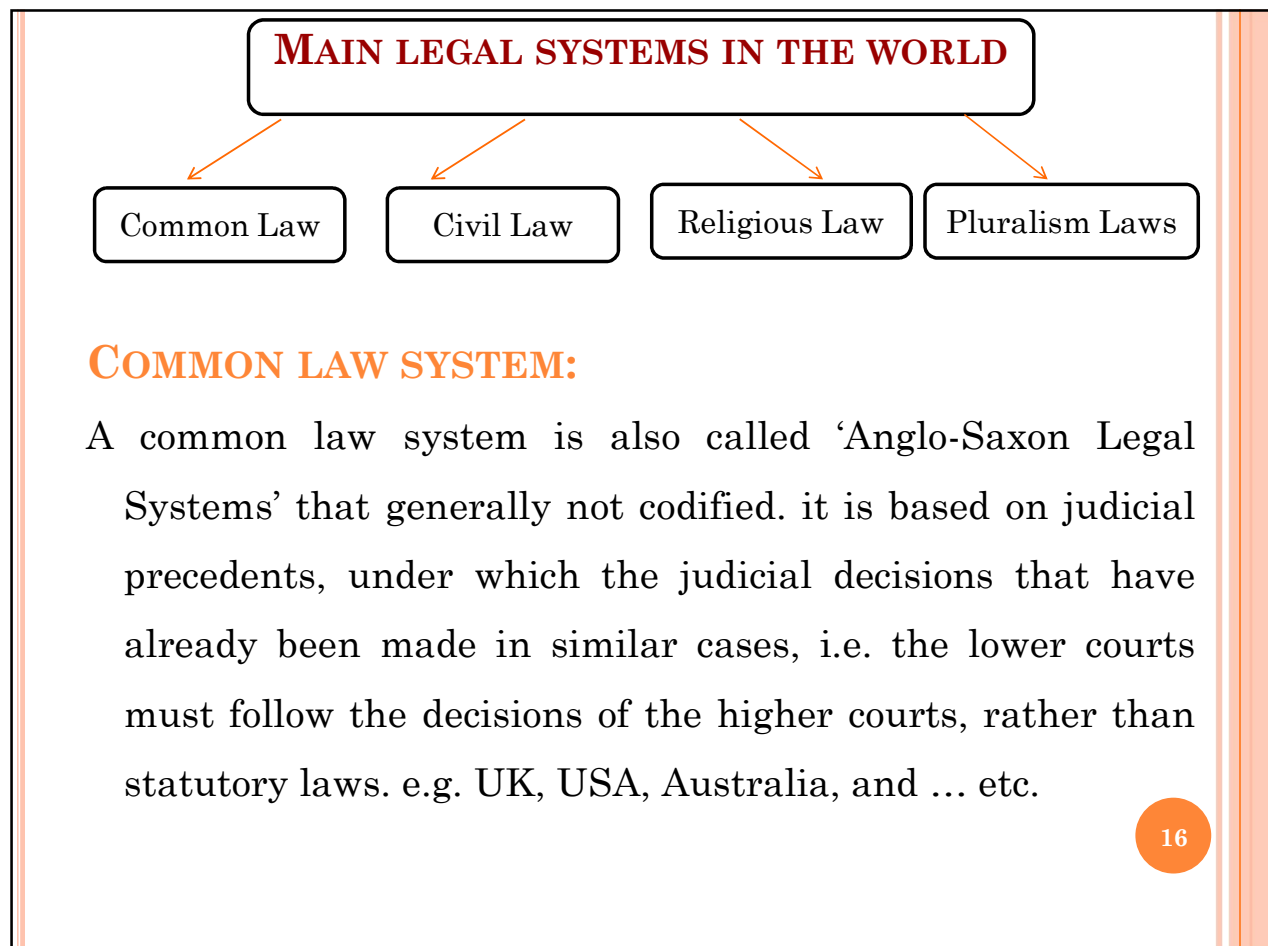 MAIN LEGAL SYSTEMS IN THE WORLD
Common Law
Civil Law
Religious Law
Pluralism Laws
COMMON LAW SYSTEM:
A common law system is also called ‘Anglo-Saxon Legal
Systems’ that generally not codified. it is based on judicial
precedents, under which the judicial decisions that have
already been made in similar cases, i.e. the lower courts
must follow the decisions of the higher courts, rather than
statutory laws. e.g. UK, USA, Australia, and … etc.
16